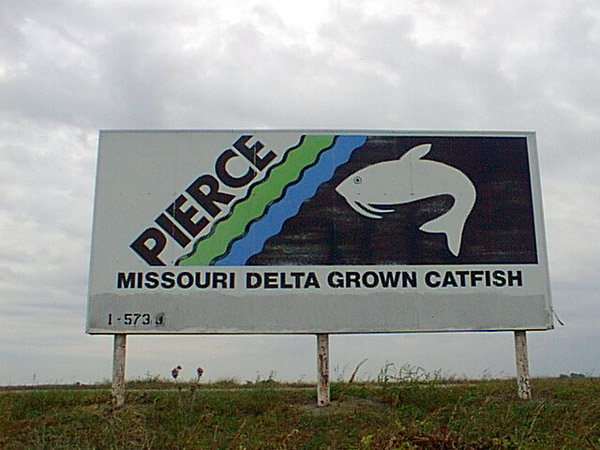 PIERCE
MISSOURI DELTA GROWN CATFISH
I-573